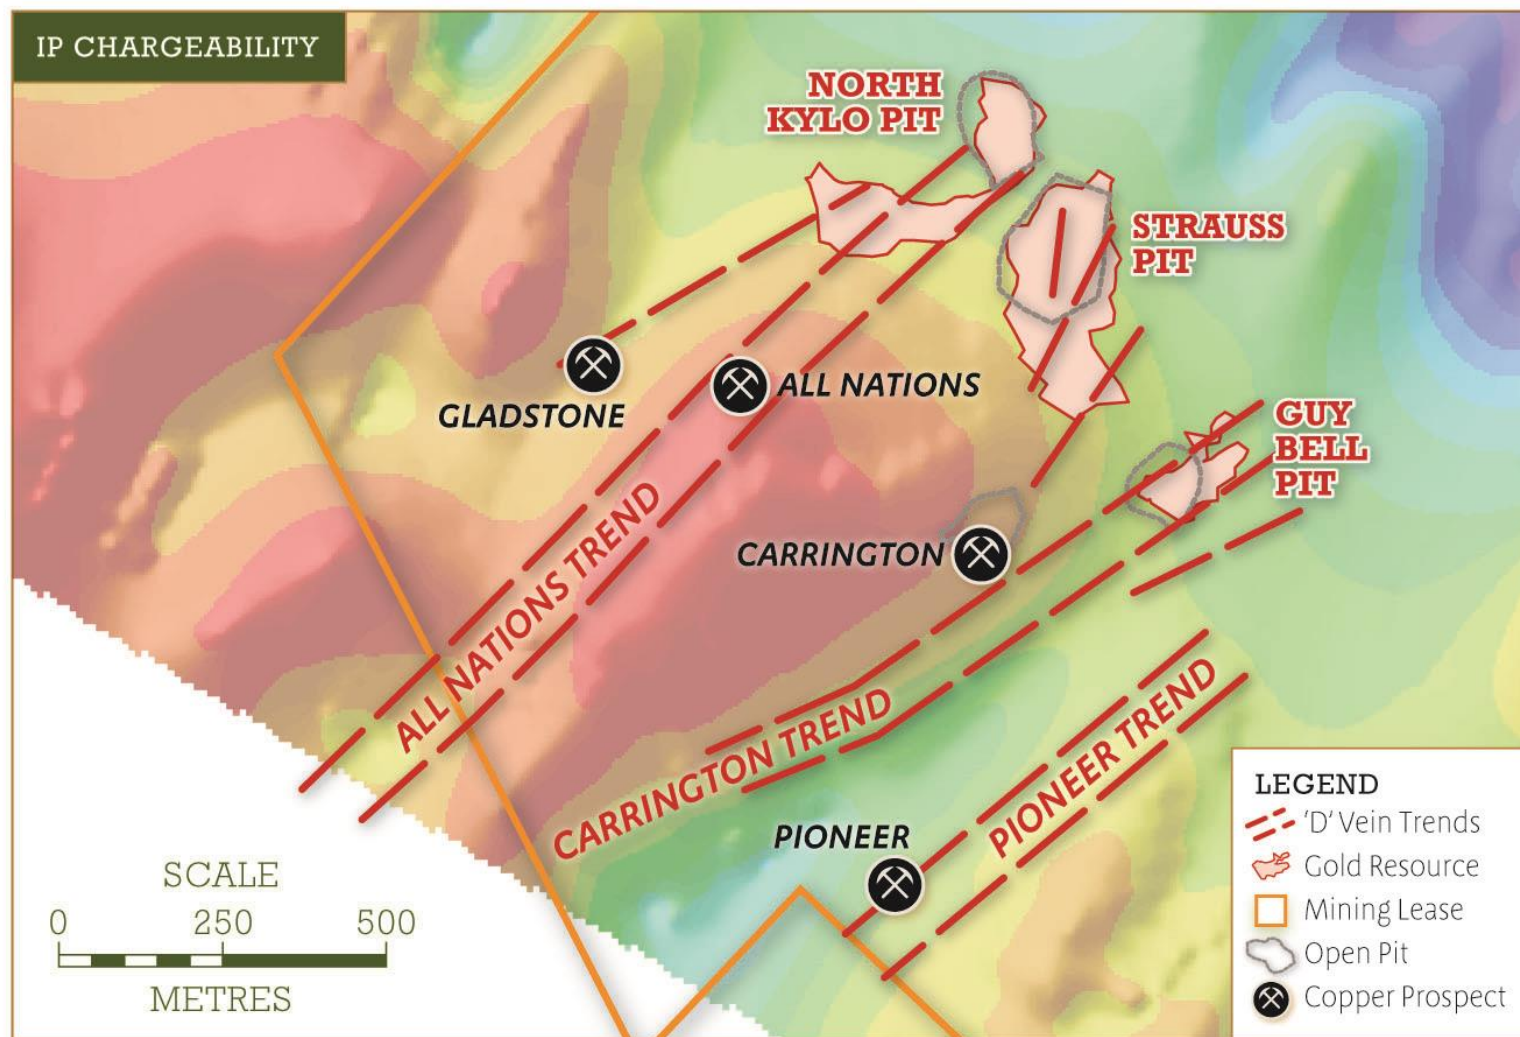 IP CHARGEABILITY
NORTH
KYLO PIT
STRAUSS
PIT
GLADSTONE
ALL NATIONS
GUY
BELL
PIT
CARRINGTON
ALL NATIONS TREND
CARRINGTON TREND
PIONEER TREND
PIONEER
SCALE
0 250 500
METRES
LEGEND
'D' Vein Trends
Gold Resource
Mining Lease
Open Pit
Copper Prospect